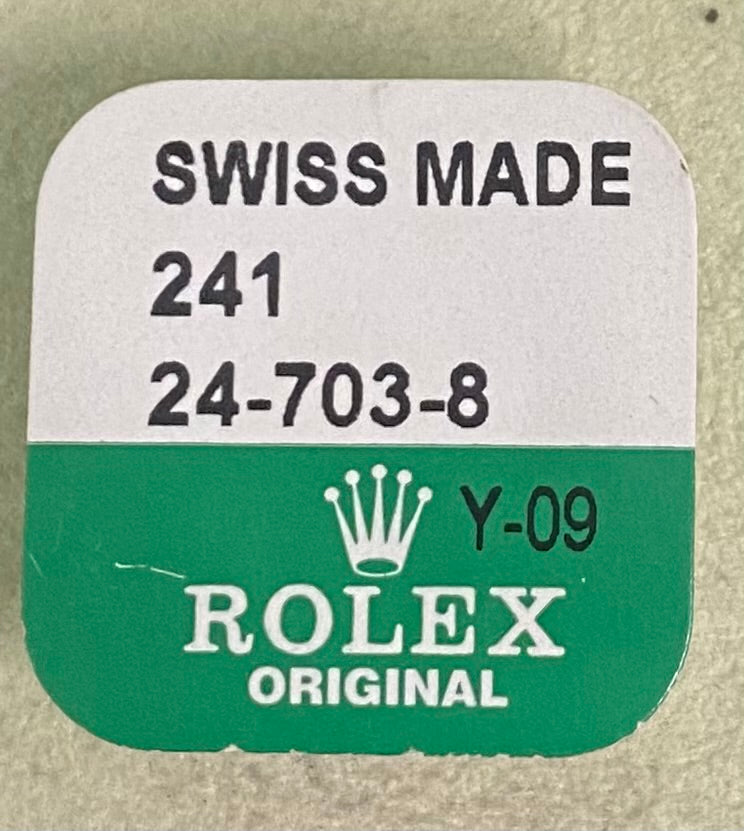 SWISS MADE
241
24-703-8
Y-09
ROLEX
ORIGINAL